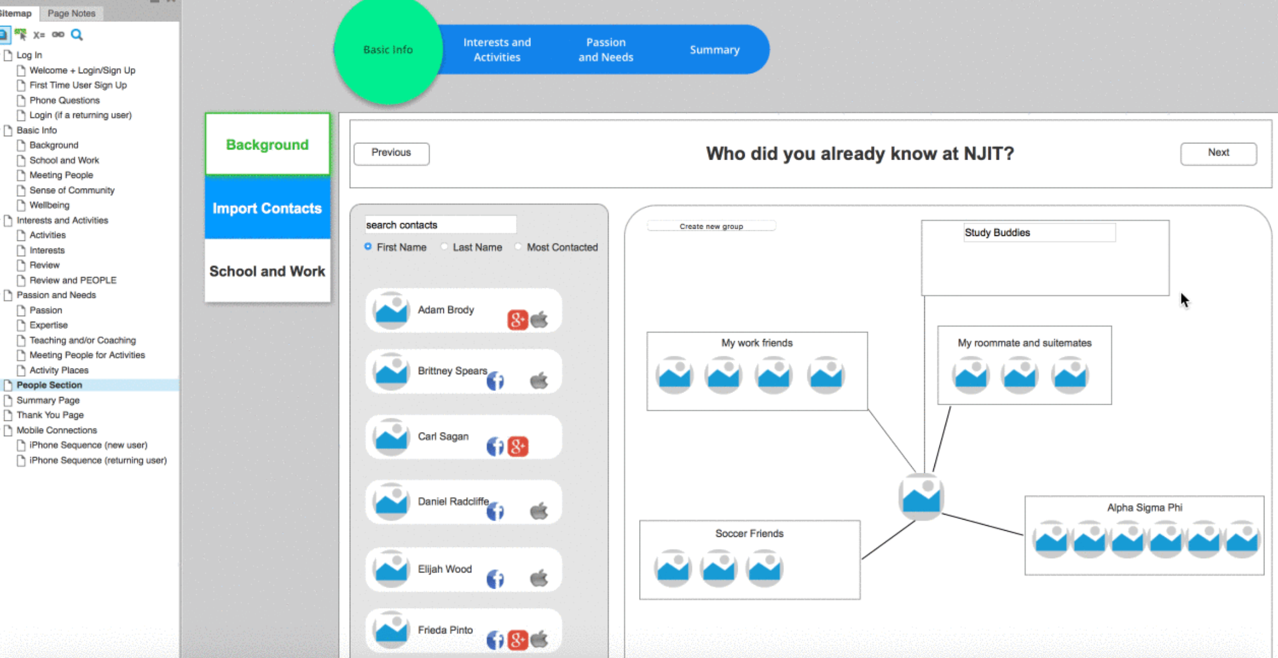 Sitemap
Page Notes
X=
Log In
Welcome + Login/Sign Up
First Time User Sign Up
Phone Questions
Login (if a returning user)
Basic Info
Background
School and Work
Meeting People
Sense of Community
Wellbeing
Interests and Activities
Activities
Interests
Review
Review and PEOPLE
Passion and Needs
Passion
Expertise
Teaching and/or Coaching
Meeting People for Activities
Activity Places
People Section
Summary Page
Thank You Page
Mobile Connections
iPhone Sequence (new user)
iPhone Sequence (returning user)
Basic Info
Interests and
Activities
Passion
and Needs
Summary
Background
Import Contacts
School and Work
Previous
Who did you already know at NJIT?
Next
search contacts
First Name
Last Name
Most Contacted
Adam Brody
g+
Brittney Spears
f
Carl Sagan
f g+
Daniel Radcliffe
f
Elijah Wood
f
Frieda Pinto
f g+
Create new group
Study Buddies
My work friends
My roommate and suitemates
Soccer Friends
Alpha Sigma Phi